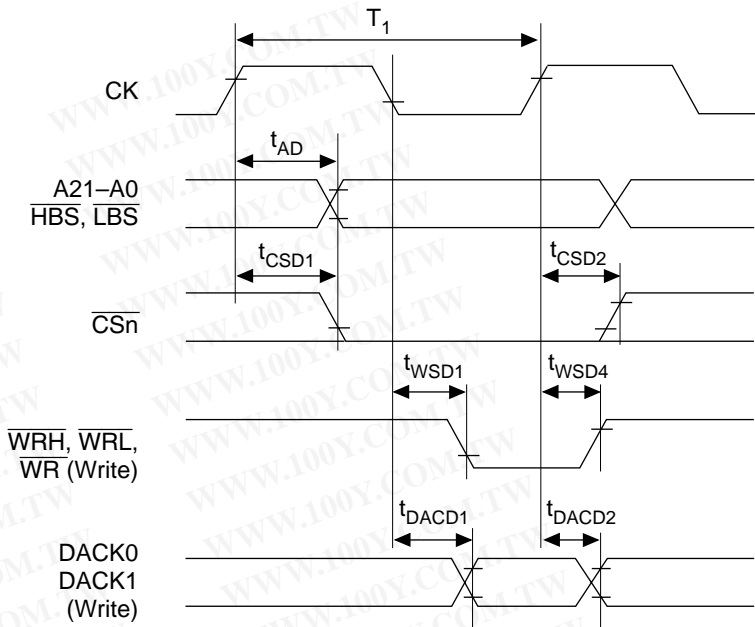 T1
CK
tAD
A21–A0
HBS, LBS
tCSD1
tCSD2
CSn
tWSD1
tWSD4
WRH, WRL,
WR (Write)
tDACD1
tDACD2
DACK0
DACK1
(Write)
WWW.100Y.COM.TW